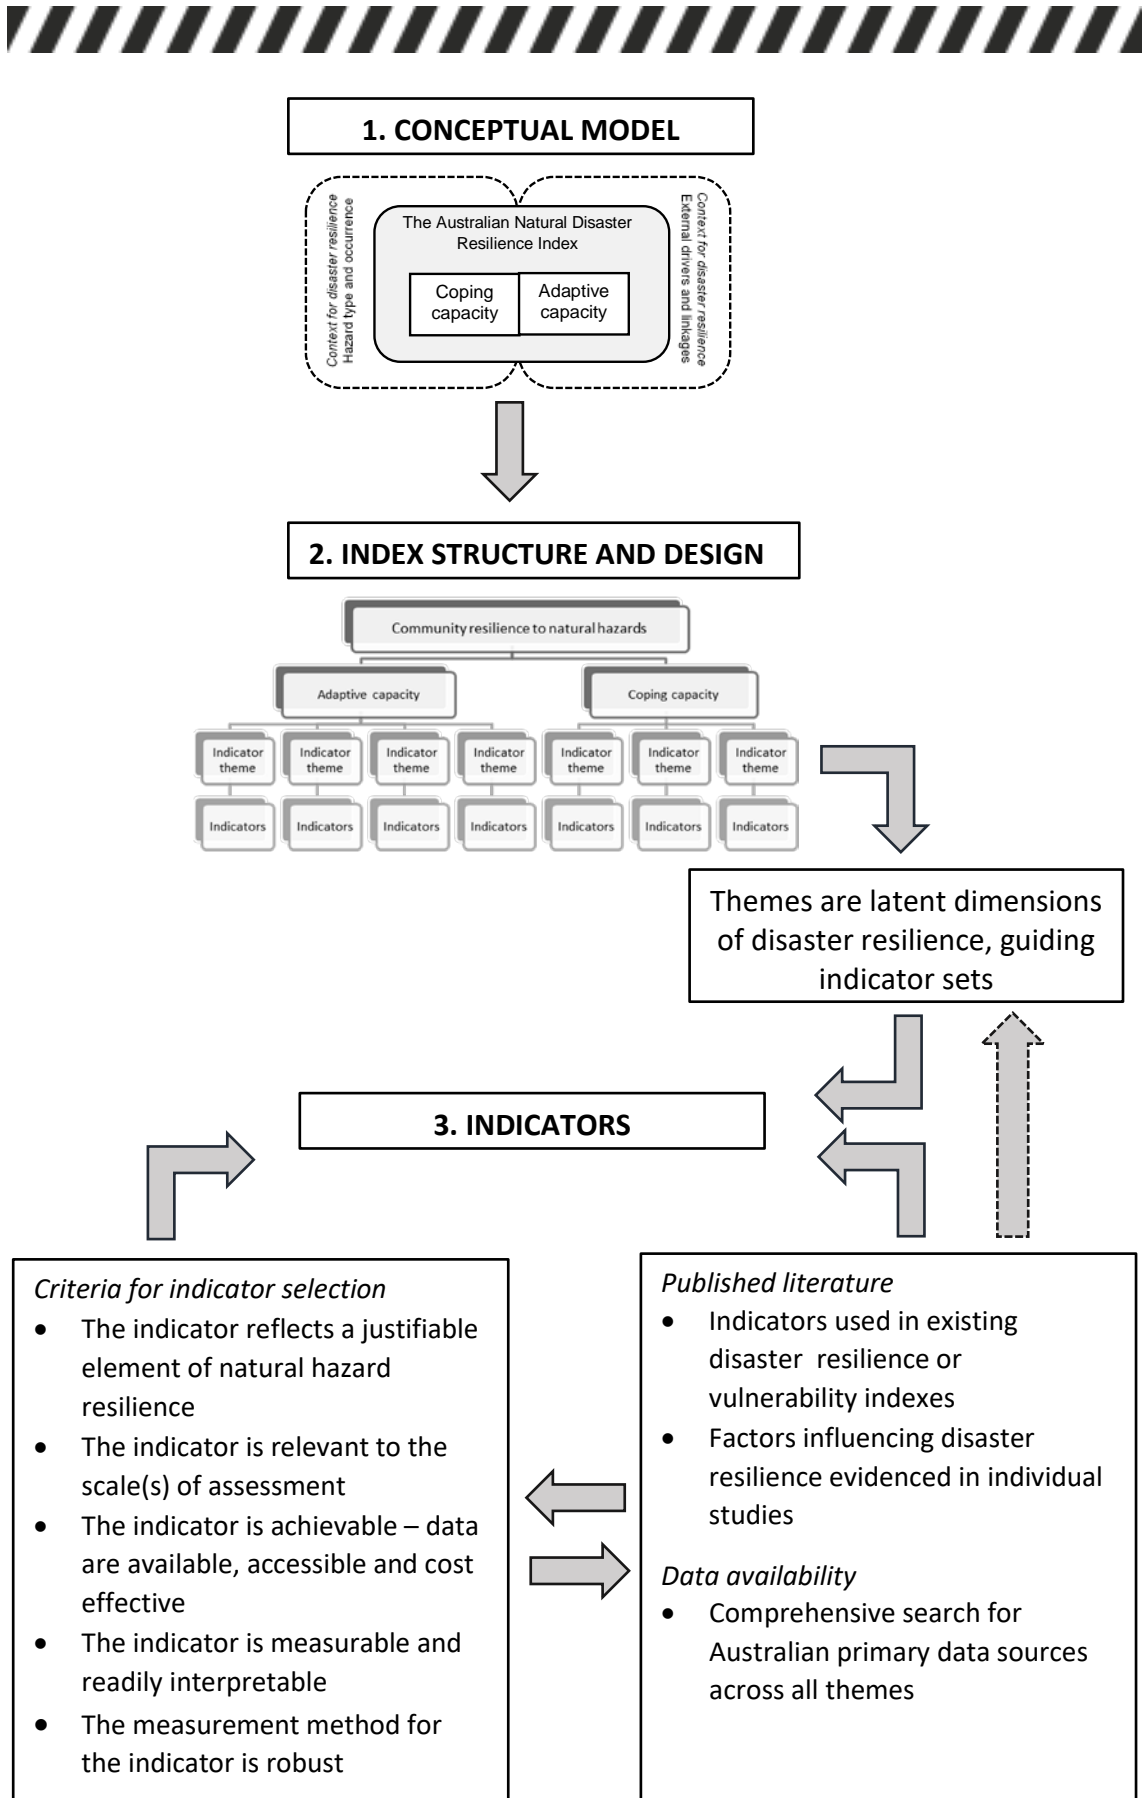 1. CONCEPTUAL MODEL
Context for disaster resilience
Hazard type and occurrence
The Australian Natural Disaster
Resilience Index
Coping
capacity
Adaptive
capacity
Context for disaster resilience
External drivers and linkages
2. INDEX STRUCTURE AND DESIGN
Community resilience to natural hazards
Adaptive capacity
Coping capacity
Indicator
theme
Indicator
theme
Indicator
theme
Indicator
theme
Indicator
theme
Indicator
theme
Indicator
theme
Indicators
Indicators
Indicators
Indicators
Indicators
Indicators
Indicators
Themes are latent dimensions
of disaster resilience, guiding
indicator sets
3. INDICATORS
Criteria for indicator selection
• The indicator reflects a justifiable
element of natural hazard
resilience
• The indicator is relevant to the
scale(s) of assessment
• The indicator is achievable – data
are available, accessible and cost
effective
• The indicator is measurable and
readily interpretable
• The measurement method for
the indicator is robust
Published literature
• Indicators used in existing
disaster resilience or
vulnerability indexes
• Factors influencing disaster
resilience evidenced in individual
studies
Data availability
• Comprehensive search for
Australian primary data sources
across all themes